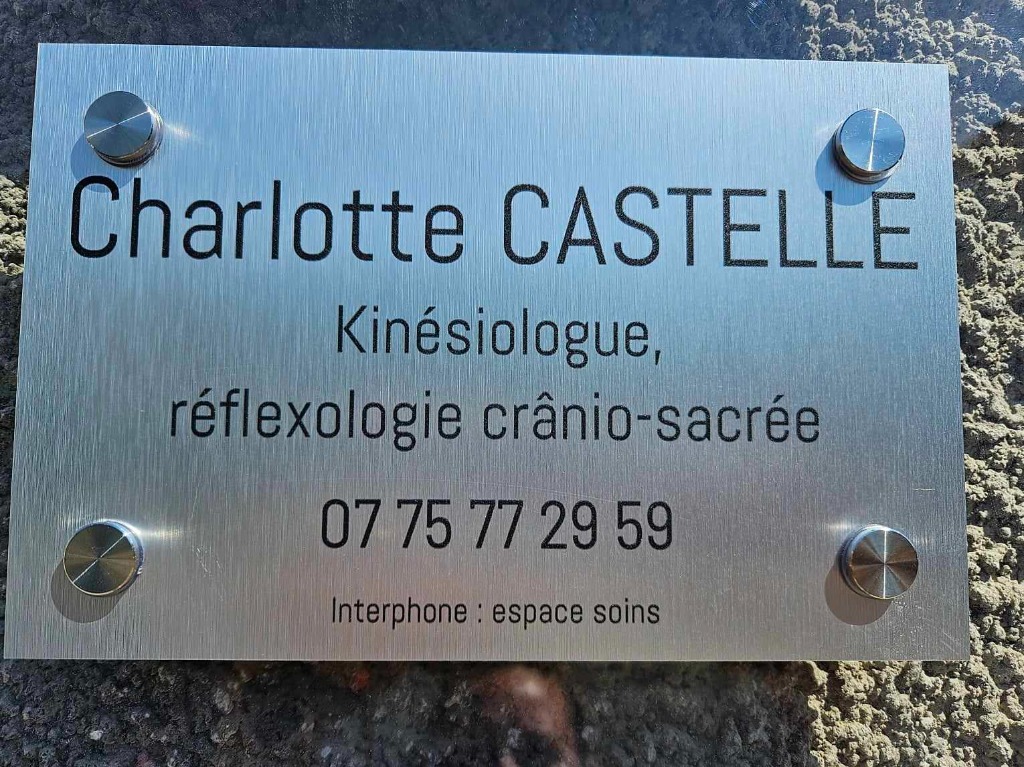 Charlotte CASTELLE
Kinésiologue,
réflexologie crânio-sacrée
07 75 77 29 59
Interphone : espace soins